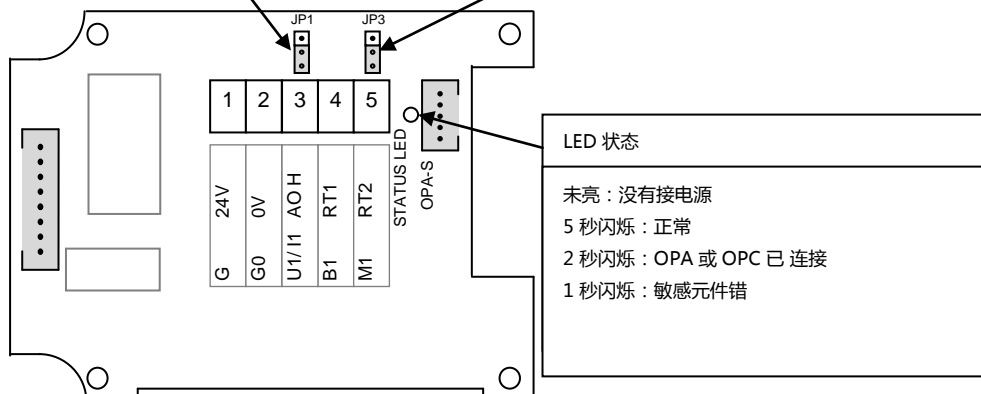 JP1 JP3
1 2 3 4 5
G 24V
G0 0V
U1/ I1 AO H
B1 RT1
M1 RT2
STATUS LED
OPA-S
LED 状态
未亮：没有接电源
5 秒闪烁：正常
2 秒闪烁：OPA 或 OPC 已 连接
1 秒闪烁：敏感元件错